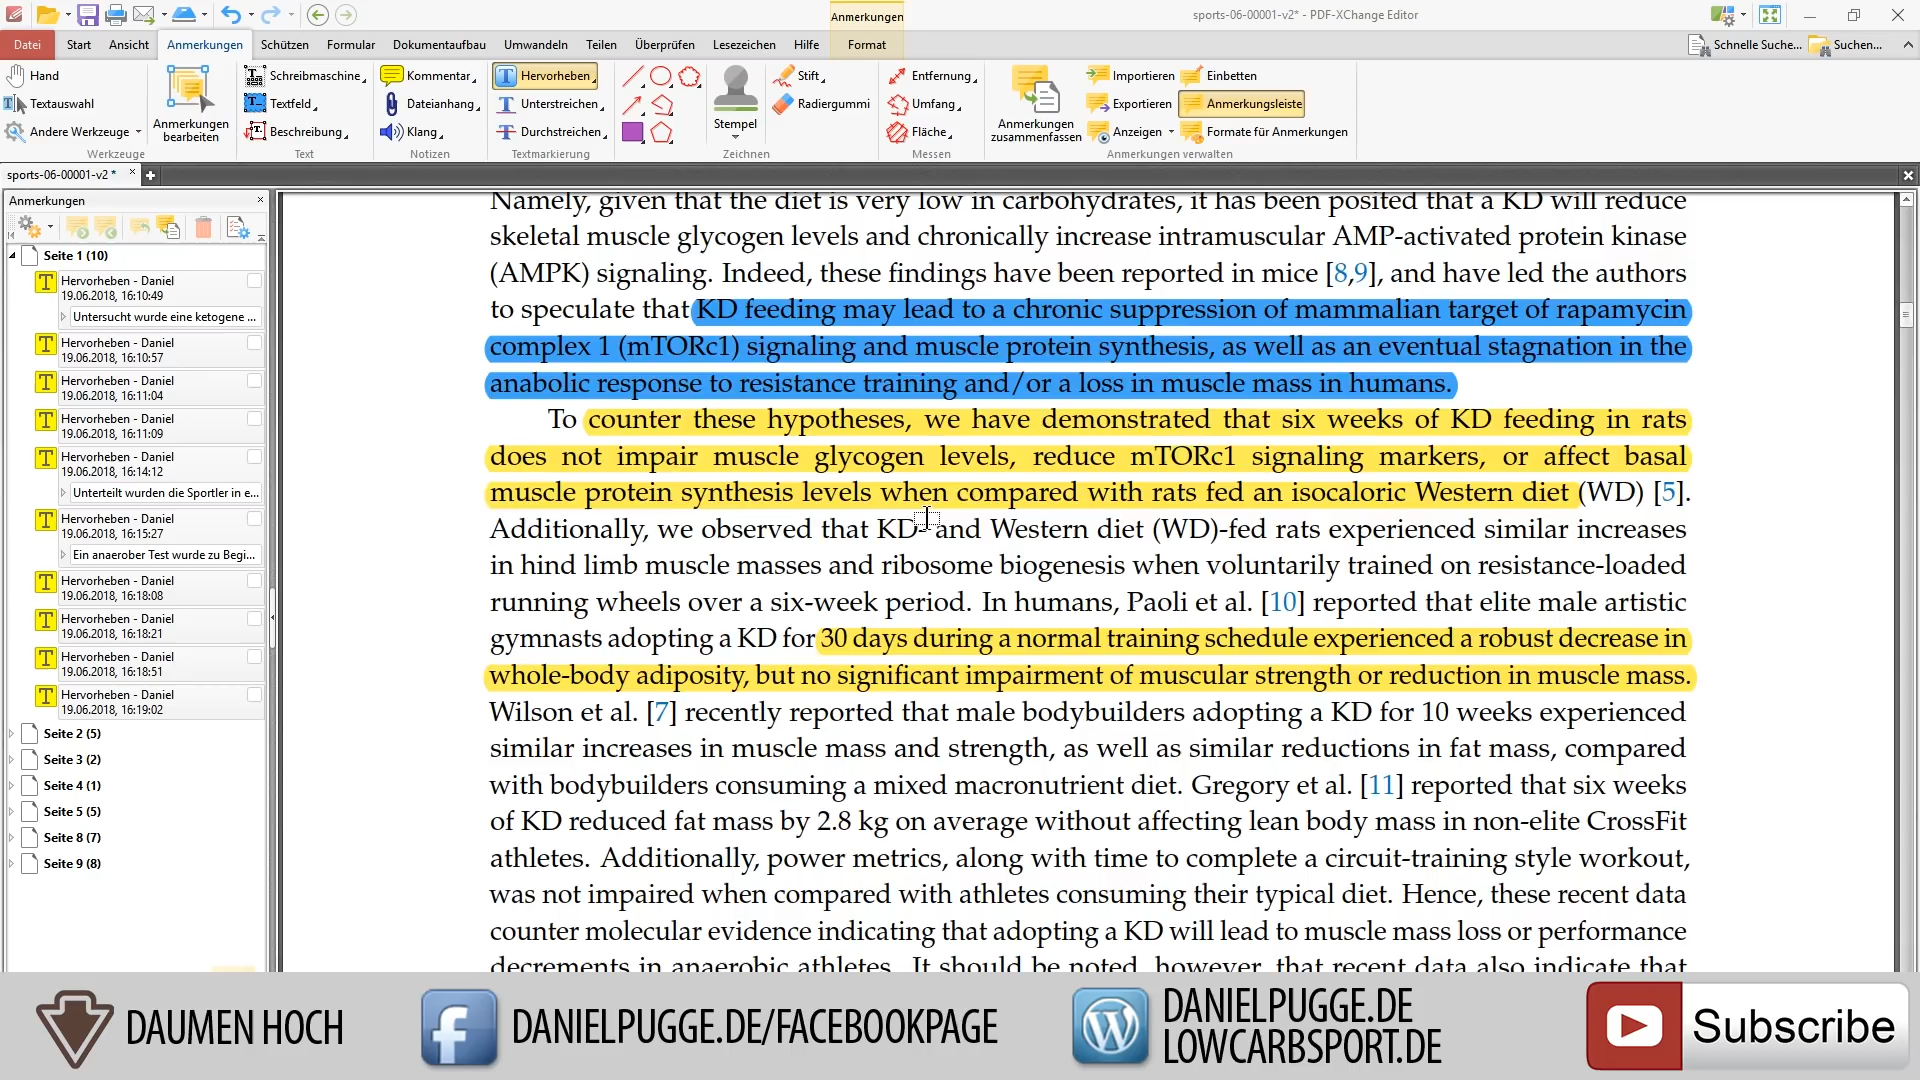 Anmerkungen
sports-06-00001-v2* - PDF-XChange Editor
Datei Start Ansicht Anmerkungen Schützen Formular Dokumentaufbau Umwandeln Teilen Überprüfen Lesezeichen Hilfe Format Schnelle Suche... Suchen...
Hand
Textauswahl
Andere Werkzeuge
Anmerkungen bearbeiten
Werkzeuge
Schreibmaschine
Textfeld
Beschreibung
Text
Kommentar
Dateianhang
Klang
Notizen
Hervorheben
Unterstreichen
Durchstreichen
Textmarkierung
Stempel
Stift
Radiergummi
Zeichnen
Entfernung
Umfang
Fläche
Messen
Anmerkungen zusammenfassen
Importieren
Exportieren
Anzeigen
Einbetten
Anmerkungsleiste
Formate für Anmerkungen
Anmerkungen verwalten
sports-06-00001-v2 *
Anmerkungen
Seite 1 (10)
Hervorheben - Daniel
19.06.2018, 16:10:49
Untersucht wurde eine ketogene ...
Hervorheben - Daniel
19.06.2018, 16:10:57
Hervorheben - Daniel
19.06.2018, 16:11:04
Hervorheben - Daniel
19.06.2018, 16:11:09
Hervorheben - Daniel
19.06.2018, 16:14:12
Unterteilt wurden die Sportler in e...
Hervorheben - Daniel
19.06.2018, 16:15:27
Ein anaerober Test wurde zu Begi...
Hervorheben - Daniel
19.06.2018, 16:18:08
Hervorheben - Daniel
19.06.2018, 16:18:21
Hervorheben - Daniel
19.06.2018, 16:18:51
Hervorheben - Daniel
19.06.2018, 16:19:02
Seite 2 (5)
Seite 3 (2)
Seite 4 (1)
Seite 5 (5)
Seite 8 (7)
Seite 9 (8)
Namely, given that the diet is very low in carbohydrates, it has been posited that a KD will reduce
skeletal muscle glycogen levels and chronically increase intramuscular AMP-activated protein kinase
(AMPK) signaling. Indeed, these findings have been reported in mice [8,9], and have led the authors
to speculate that KD feeding may lead to a chronic suppression of mammalian target of rapamycin
complex 1 (mTORc1) signaling and muscle protein synthesis, as well as an eventual stagnation in the
anabolic response to resistance training and/or a loss in muscle mass in humans.
To counter these hypotheses, we have demonstrated that six weeks of KD feeding in rats
does not impair muscle glycogen levels, reduce mTORc1 signaling markers, or affect basal
muscle protein synthesis levels when compared with rats fed an isocaloric Western diet (WD) [5].
Additionally, we observed that KD- and Western diet (WD)-fed rats experienced similar increases
in hind limb muscle masses and ribosome biogenesis when voluntarily trained on resistance-loaded
running wheels over a six-week period. In humans, Paoli et al. [10] reported that elite male artistic
gymnasts adopting a KD for 30 days during a normal training schedule experienced a robust decrease in
whole-body adiposity, but no significant impairment of muscular strength or reduction in muscle mass.
Wilson et al. [7] recently reported that male bodybuilders adopting a KD for 10 weeks experienced
similar increases in muscle mass and strength, as well as similar reductions in fat mass, compared
with bodybuilders consuming a mixed macronutrient diet. Gregory et al. [11] reported that six weeks
of KD reduced fat mass by 2.8 kg on average without affecting lean body mass in non-elite CrossFit
athletes. Additionally, power metrics, along with time to complete a circuit-training style workout,
was not impaired when compared with athletes consuming their typical diet. Hence, these recent data
counter molecular evidence indicating that adopting a KD will lead to muscle mass loss or performance
decrements in anaerobic athletes. It should be noted, however, that recent data also indicate that
DAUMEN HOCH
DANIELPUGGE.DE/FACEBOOKPAGE
DANIELPUGGE.DE
LOWCARBSPORT.DE
Subscribe